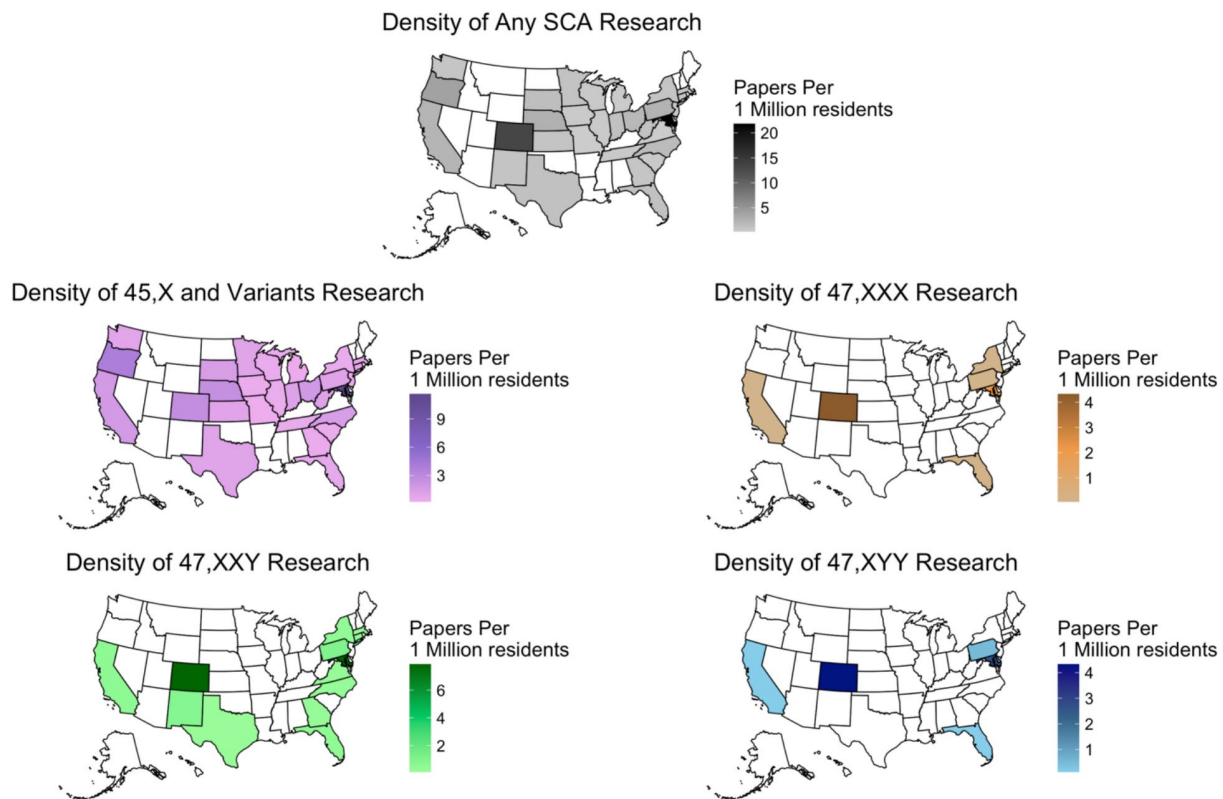 Density of Any SCA Research
Papers Per
1 Million residents
20
15
10
5
Density of 45,X and Variants Research
Papers Per
1 Million residents
9
6
3
Density of 47,XXX Research
Papers Per
1 Million residents
4
3
2
1
Density of 47,XXY Research
Papers Per
1 Million residents
6
4
2
Density of 47,XYY Research
Papers Per
1 Million residents
4
3
2
1